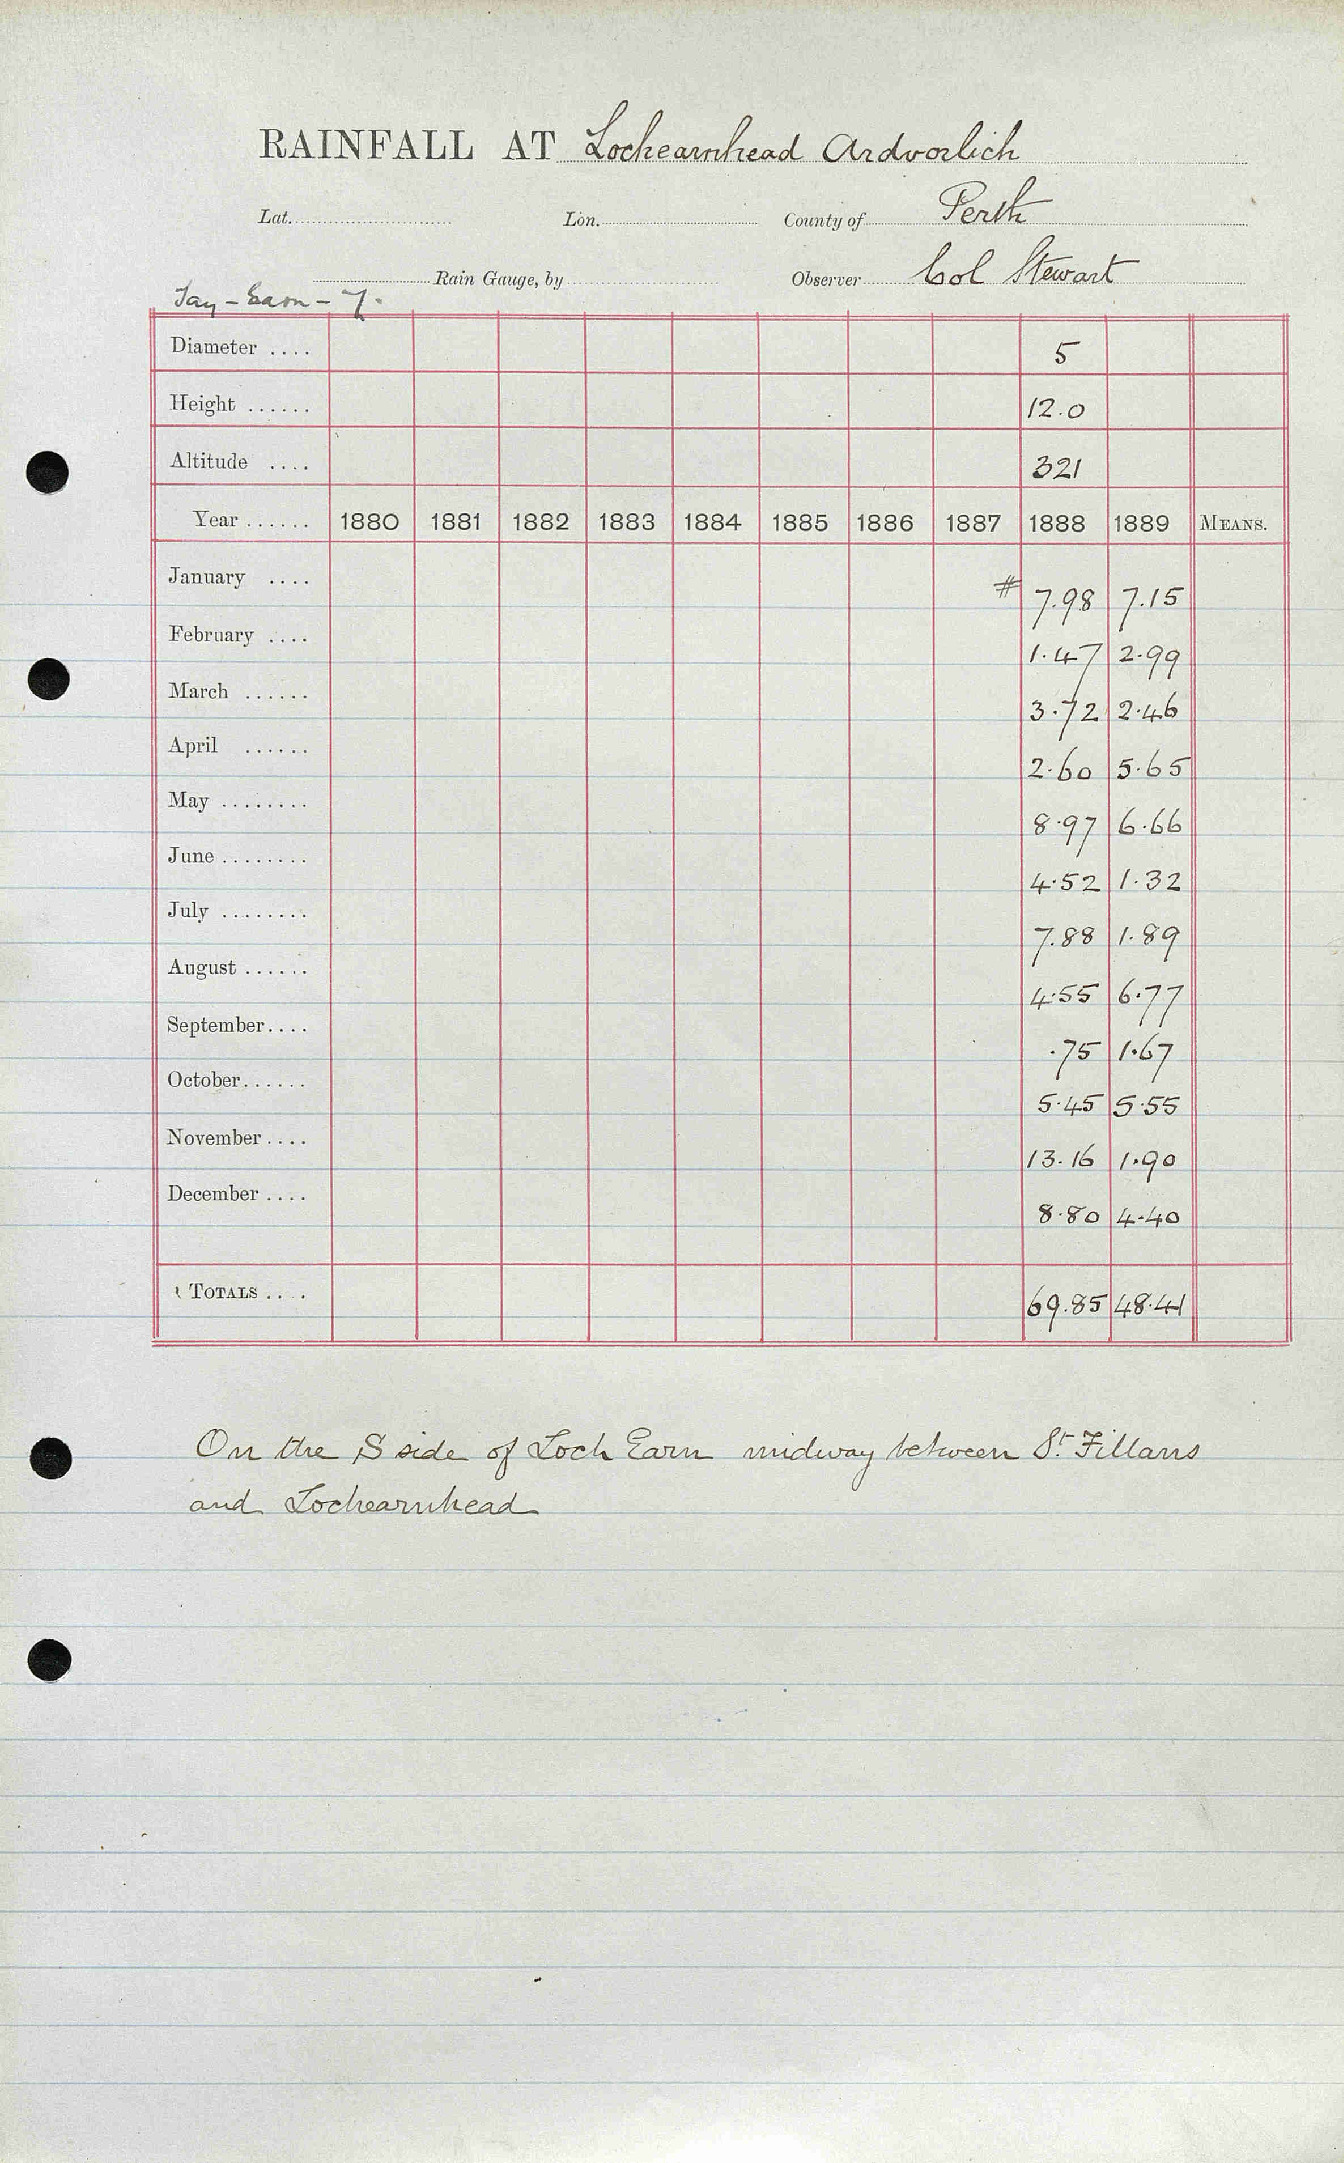 RAINFALL AT Lochearnhead Ardvorlich
Lat. Lon. County of Perth
Rain Gauge, by Observer Col Stewart
Tay - Earn - 7.
Diameter .... 5
Height ...... 12.0
Altitude .... 321
Year ...... 1880 1881 1882 1883 1884 1885 1886 1887 1888 1889 MEANS.
January .... # 7.98 7.15
February .... 1.47 2.99
March ...... 3.72 2.46
April ...... 2.60 5.65
May ........ 8.97 6.66
June ........ 4.52 1.32
July ........ 7.88 1.89
August ...... 4.55 6.77
September.... .75 1.67
October...... 5.45 5.55
November .... 13.16 1.90
December .... 8.80 4.40
TOTALS .... 69.85 48.41
On the S side of Loch Earn midway between St. Fillans
and Lochearnhead